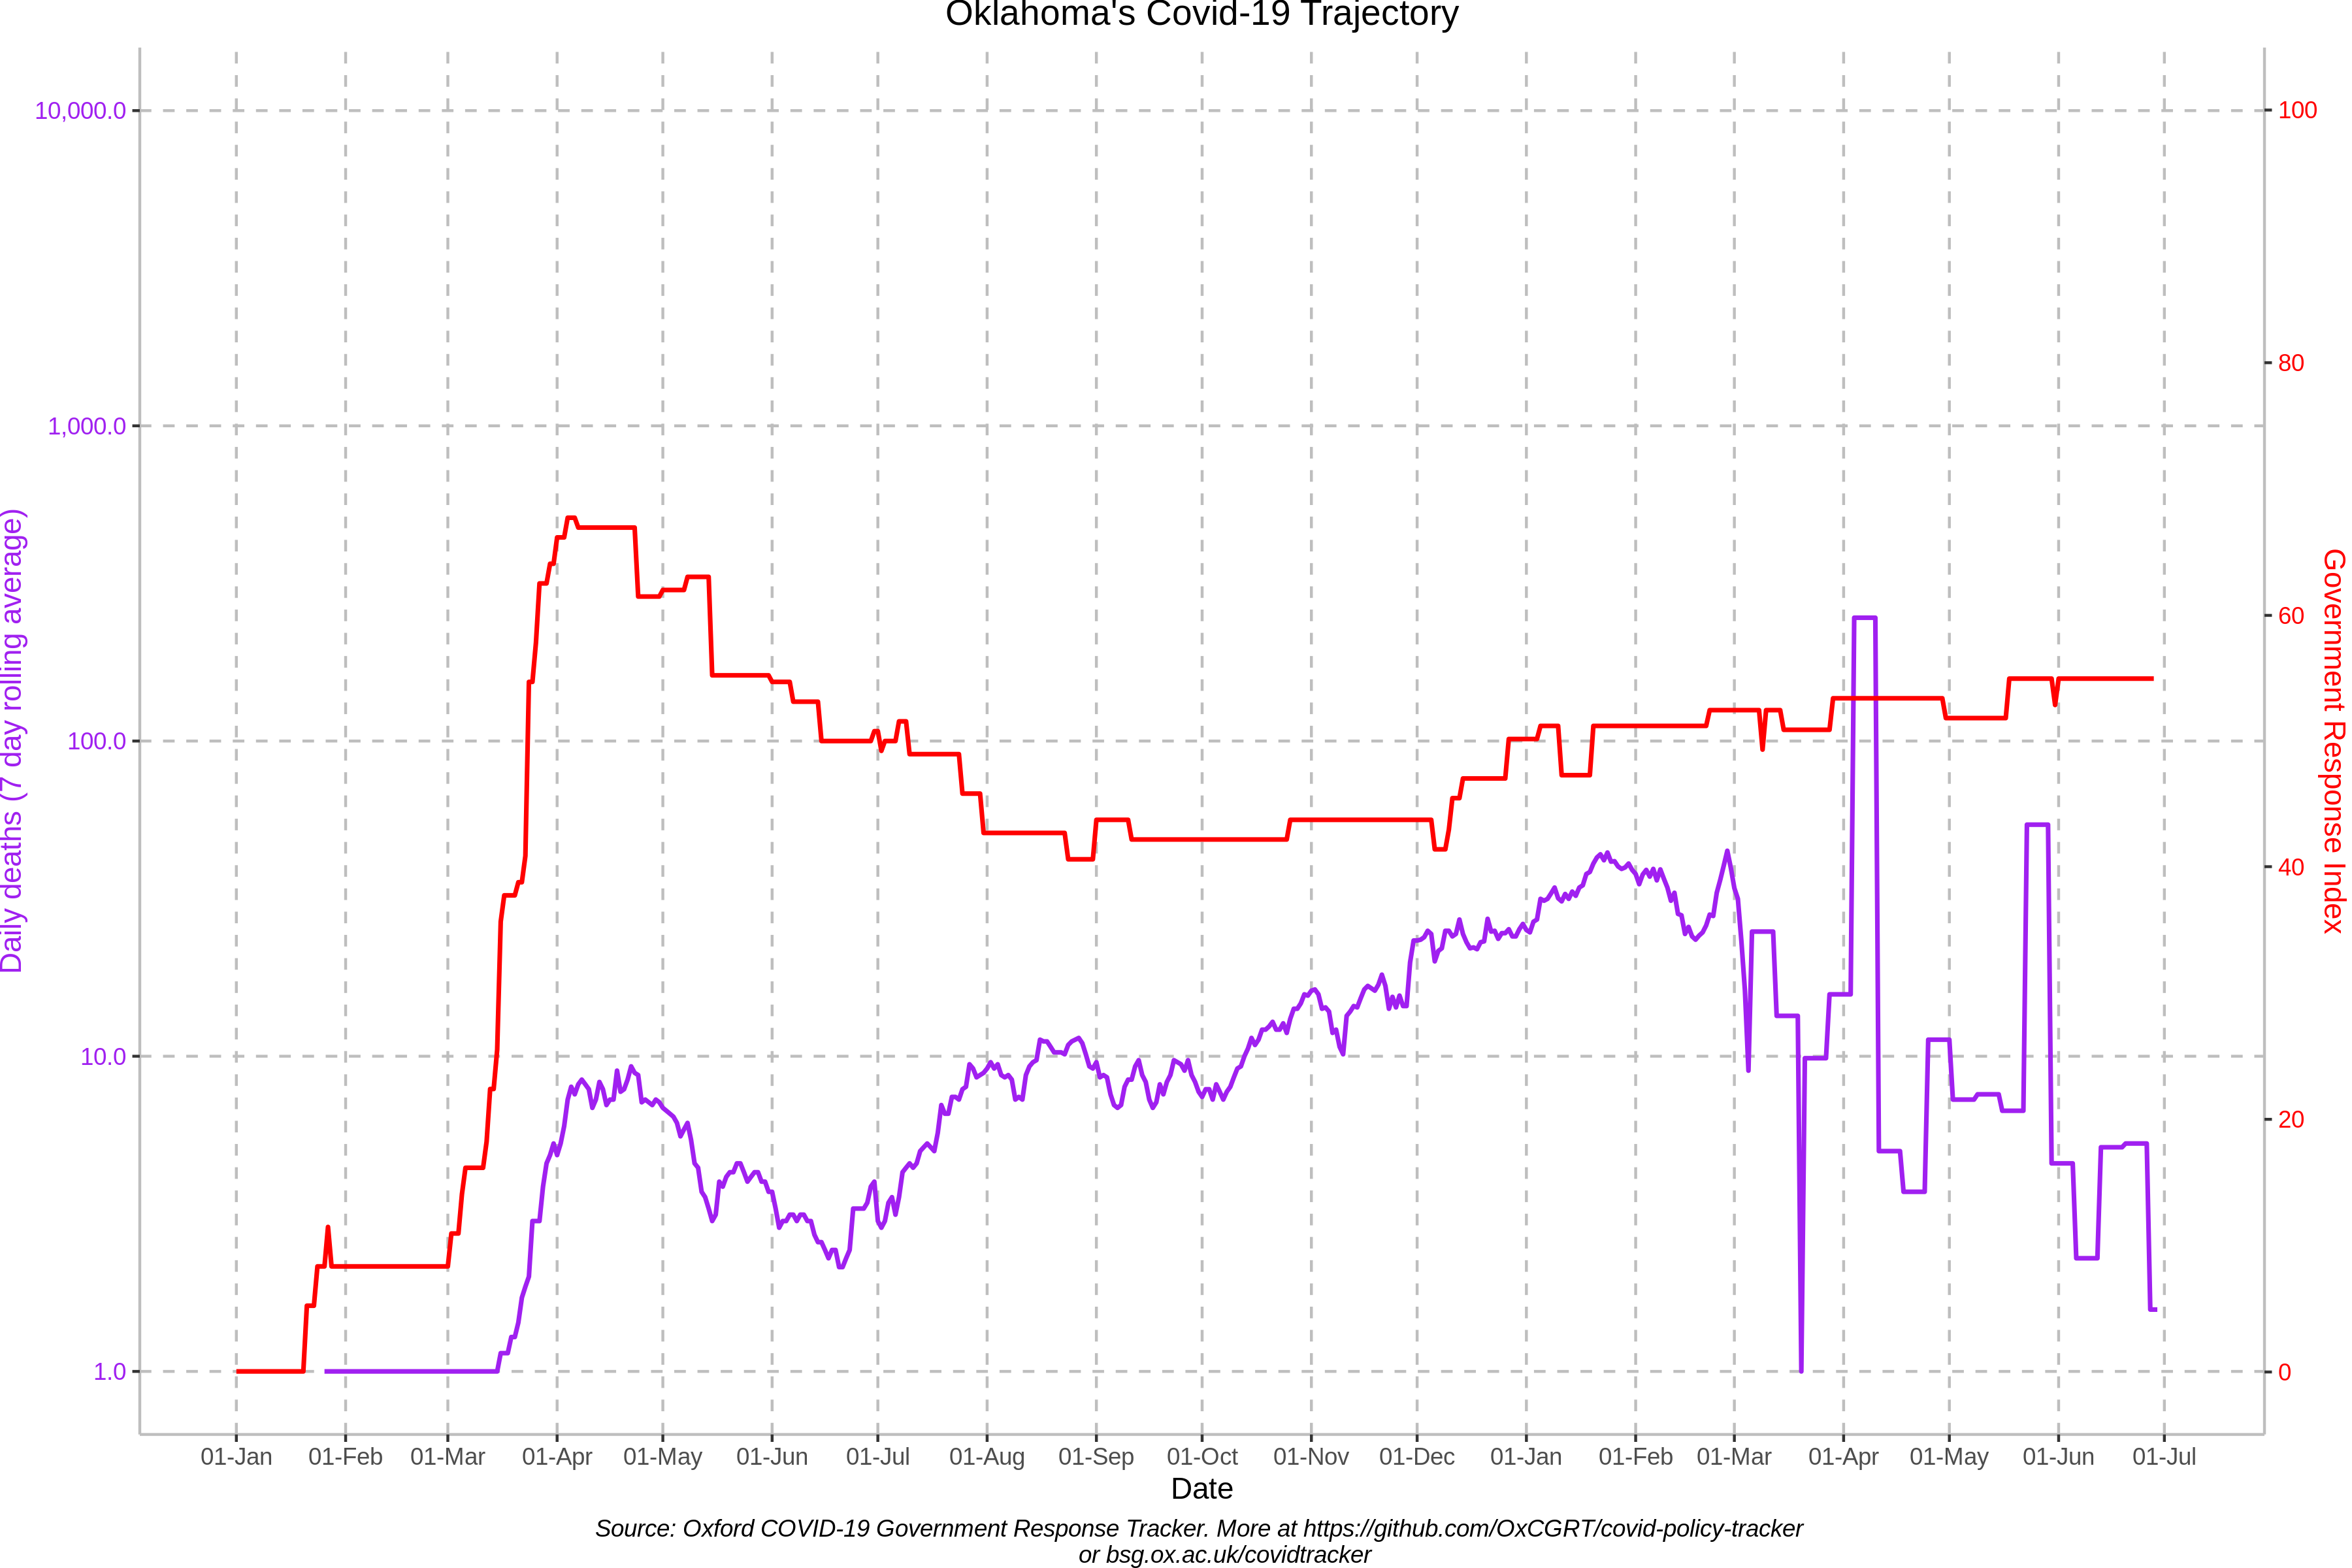 Oklahoma's Covid-19 Trajectory
10,000.0
1,000.0
100.0
10.0
1.0
Daily deaths (7 day rolling average)
100
80
60
40
20
0
Government Response Index
01-Jan 01-Feb 01-Mar 01-Apr 01-May 01-Jun 01-Jul 01-Aug 01-Sep 01-Oct 01-Nov 01-Dec 01-Jan 01-Feb 01-Mar 01-Apr 01-May 01-Jun 01-Jul
Date
Source: Oxford COVID-19 Government Response Tracker. More at https://github.com/OxCGRT/covid-policy-tracker
or bsg.ox.ac.uk/covidtracker